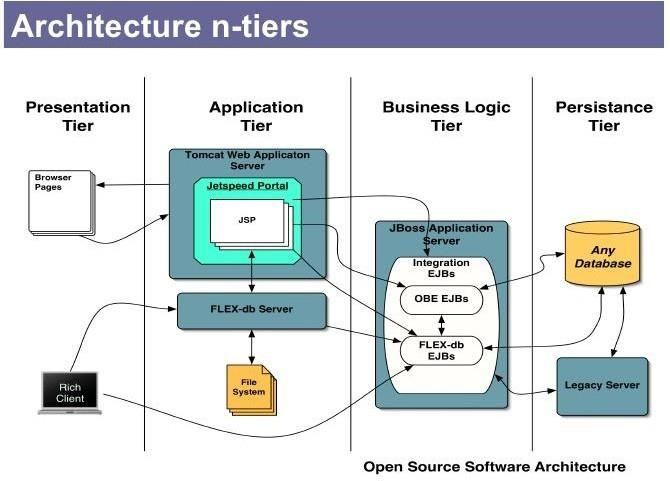 Architecture n-tiers
Presentation
Tier
Application
Tier
Business Logic
Tier
Persistance
Tier
Tomcat Web Applicaton
Server
Jetspeed Portal
JSP
Browser
Pages
JBoss Application
Server
Integration
EJBs
OBE EJBs
FLEX-db
EJBs
Any
Database
FLEX-db Server
File
System
Rich
Client
Legacy Server
Open Source Software Architecture